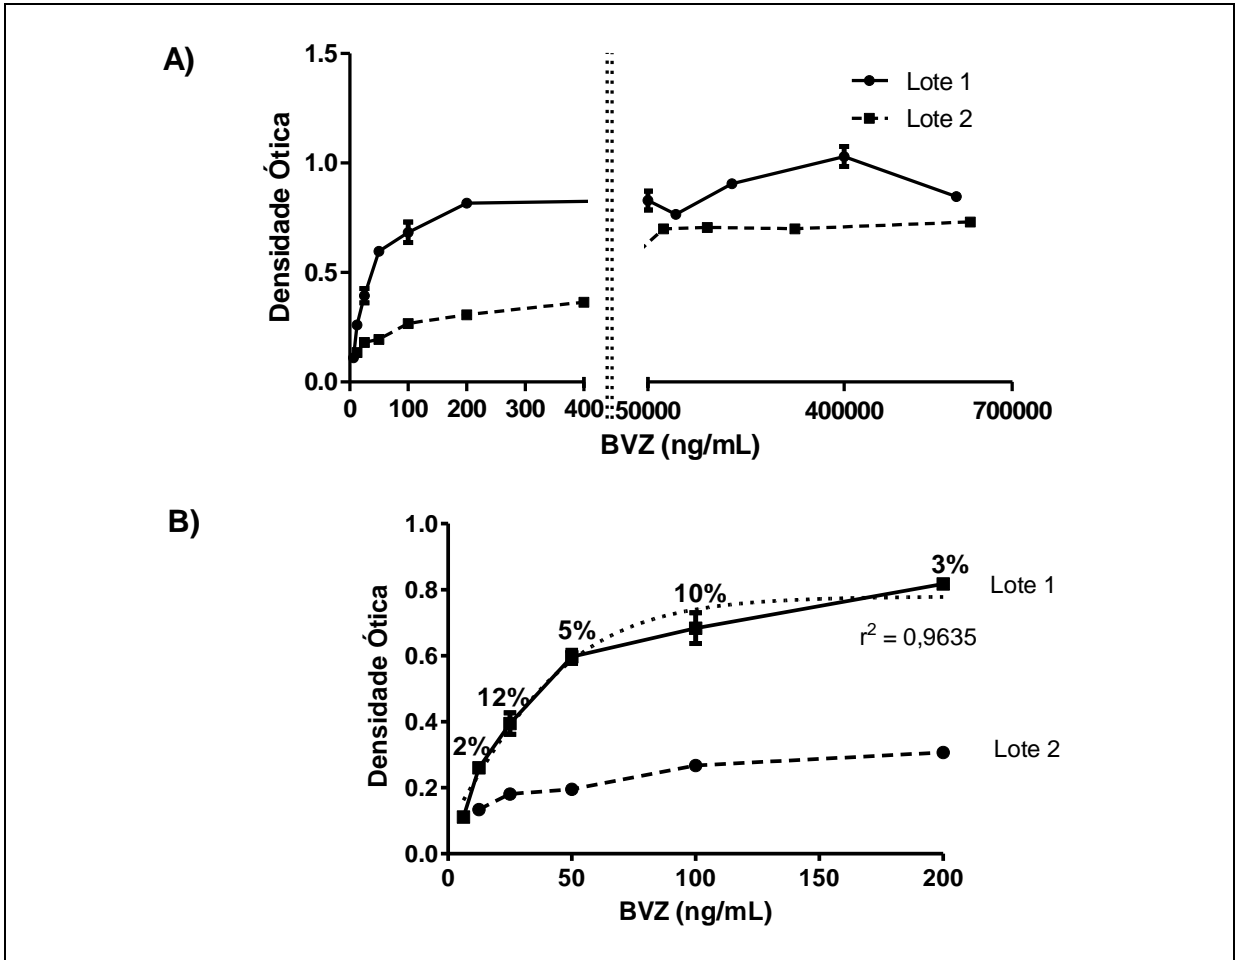 A)
1.5
1.0
0.5
0.0
Densidade Ótica
Lote 1
Lote 2
0 100 200 300 400 50000 400000 700000
BVZ (ng/mL)
B)
1.0
0.8
0.6
0.4
0.2
0.0
Densidade Ótica
2%
12%
5%
10%
3%
Lote 1
r² = 0,9635
Lote 2
0 50 100 150 200
BVZ (ng/mL)